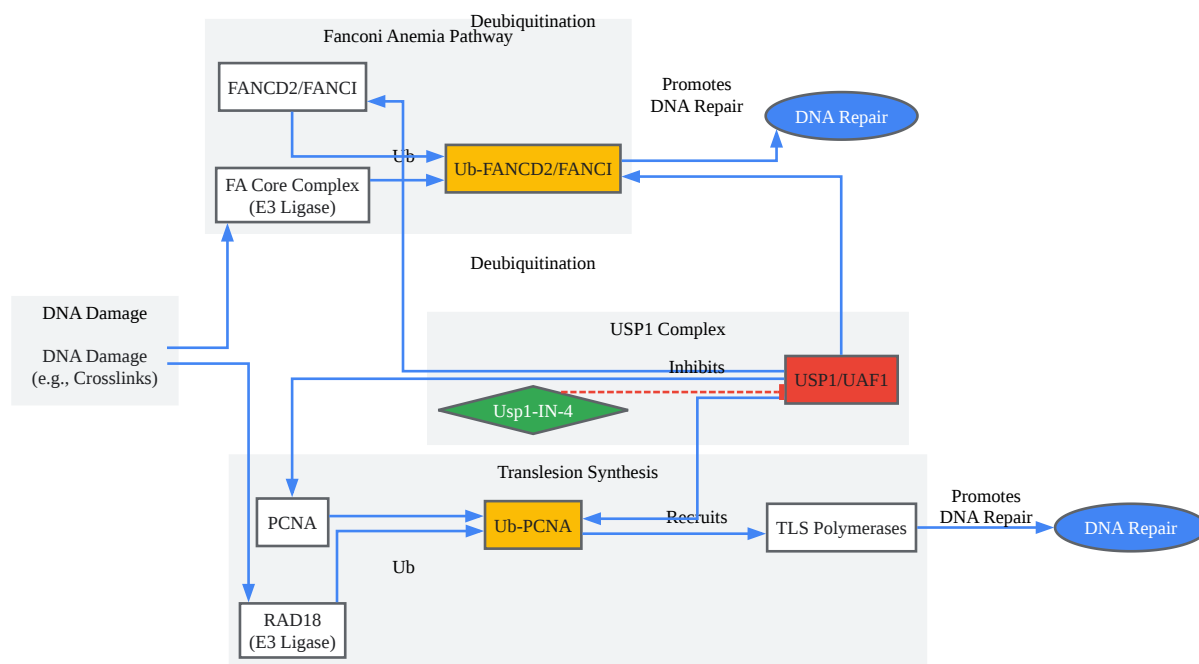 Deubiquitination
Fanconi Anemia Pathway
FANCD2/FANCI
Promotes
DNA Repair
DNA Repair
Ub
Ub-FANCD2/FANCI
FA Core Complex
(E3 Ligase)
Deubiquitination
DNA Damage
DNA Damage
(e.g., Crosslinks)
USP1 Complex
Inhibits
USP1/UAF1
Usp1-IN-4
Translesion Synthesis
PCNA
Ub-PCNA
Recruits
TLS Polymerases
Promotes
DNA Repair
DNA Repair
Ub
RAD18
(E3 Ligase)